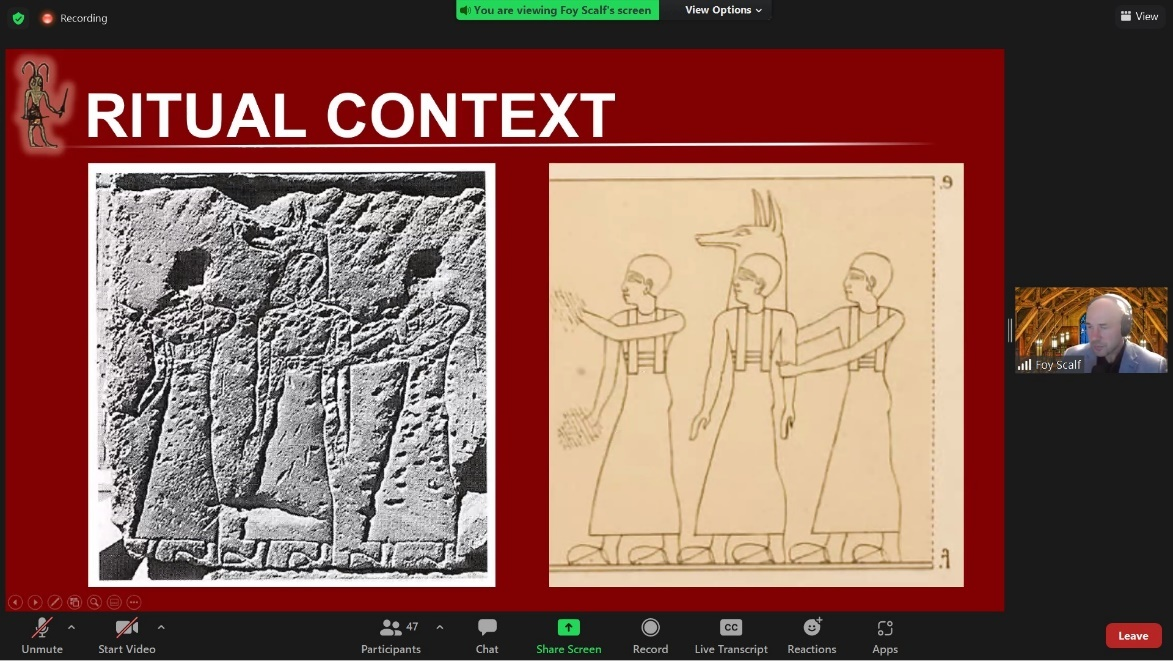 Recording
You are viewing Foy Scalf's screen
View Options
View
RITUAL CONTEXT
Foy Scalf
Unmute
Start Video
47
Participants
Chat
Share Screen
CC
Record
Live Transcript
Reactions
Apps
Leave